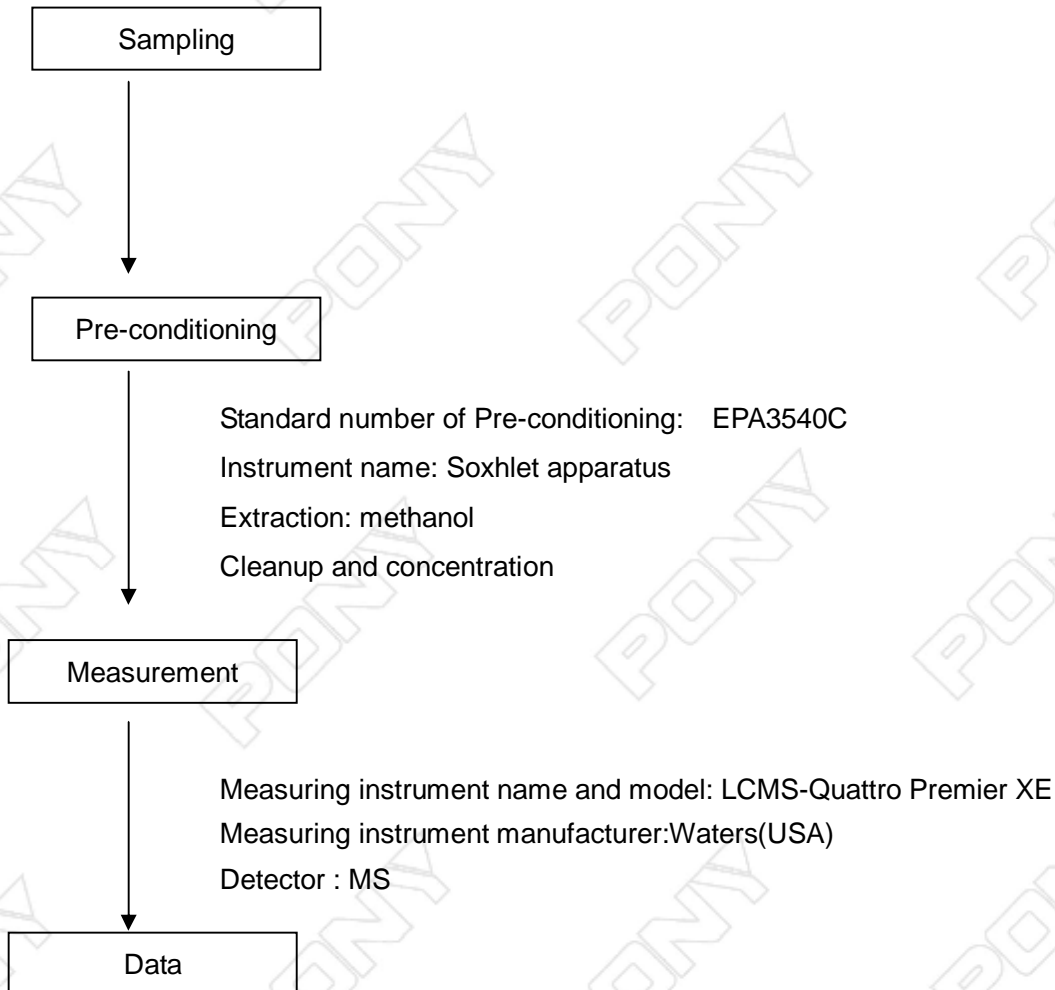 Sampling
Pre-conditioning
Standard number of Pre-conditioning: EPA3540C
Instrument name: Soxhlet apparatus
Extraction: methanol
Cleanup and concentration
Measurement
Measuring instrument name and model: LCMS-Quattro Premier XE
Measuring instrument manufacturer:Waters(USA)
Detector : MS
Data
PONY